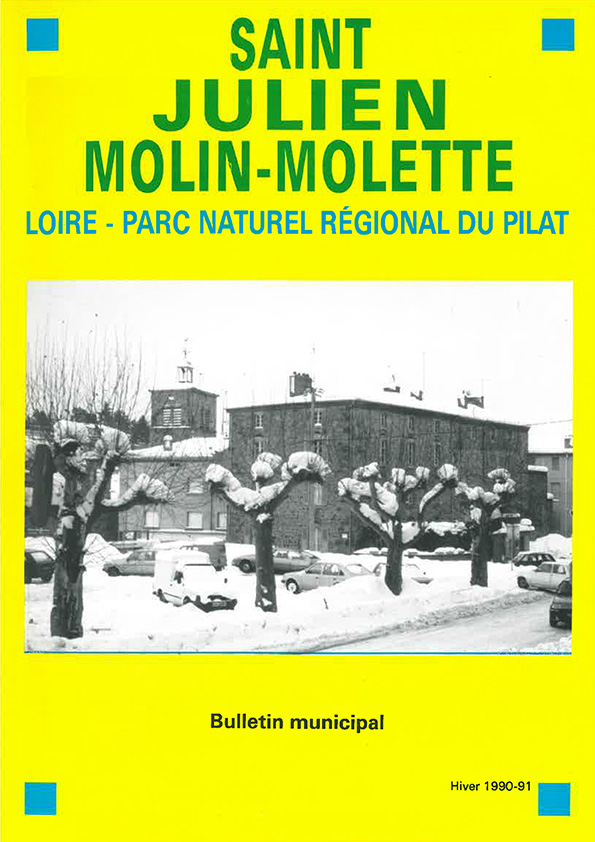 SAINT
JULIEN
MOLIN-MOLETTE
LOIRE - PARC NATUREL RÉGIONAL DU PILAT
Bulletin municipal
Hiver 1990-91